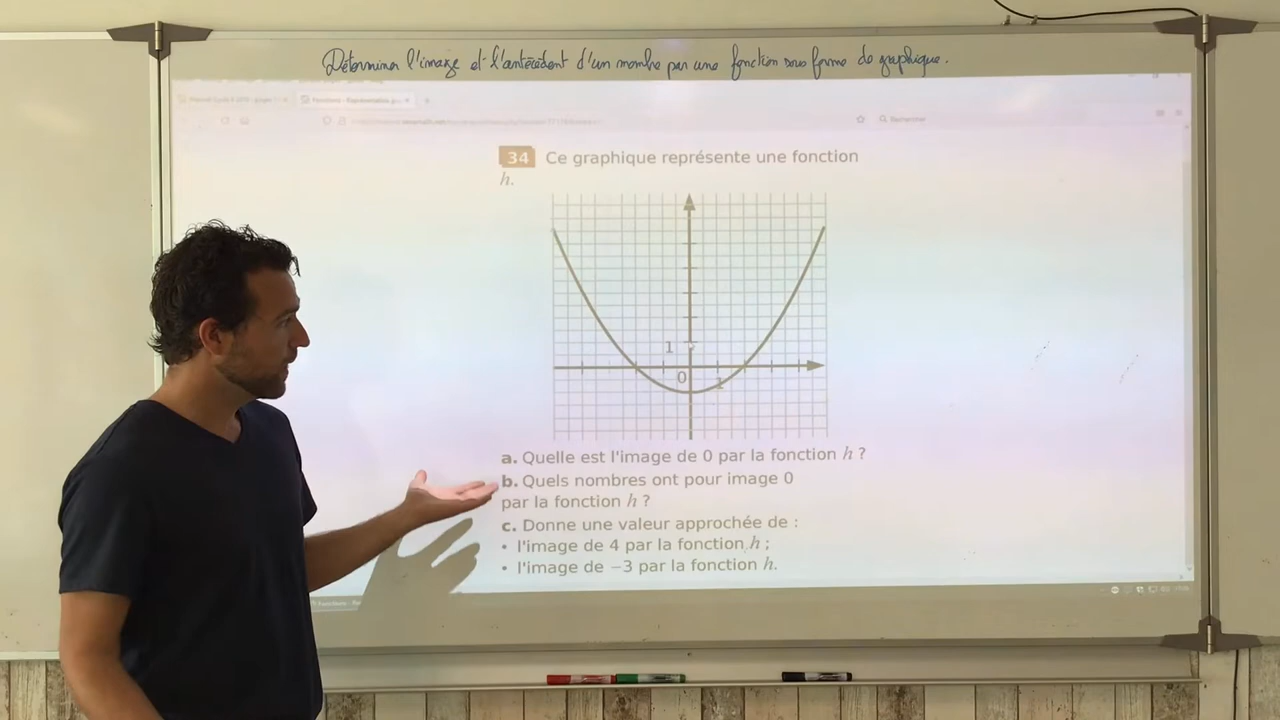 Déterminer l'image et l'antécédent d'un nombre par une fonction sous forme de graphique.
Rechercher
34 Ce graphique représente une fonction
h.
1
0
1
a. Quelle est l'image de 0 par la fonction h ?
b. Quels nombres ont pour image 0
par la fonction h ?
c. Donne une valeur approchée de :
• l'image de 4 par la fonction h ;
• l'image de −3 par la fonction h.